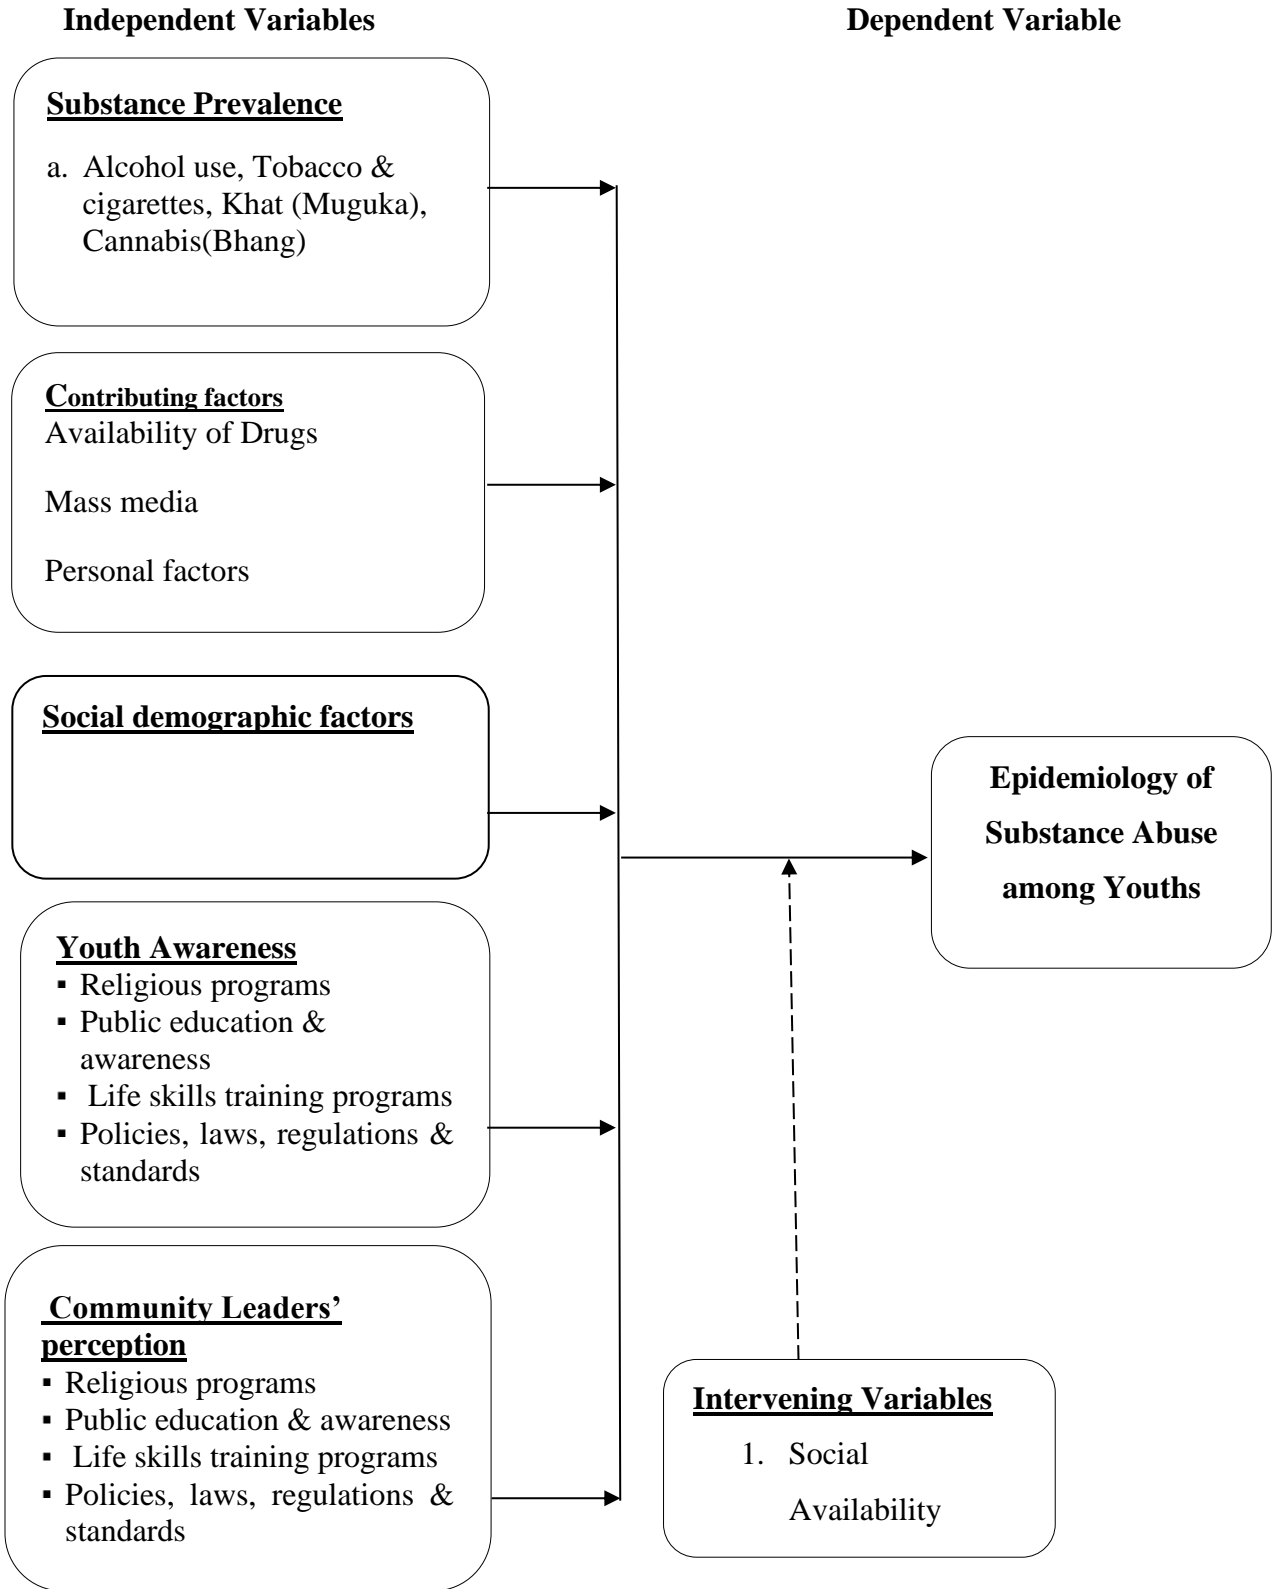 Independent Variables
Dependent Variable
Substance Prevalence
a. Alcohol use, Tobacco &
cigarettes, Khat (Muguka),
Cannabis(Bhang)
Contributing factors
Availability of Drugs
Mass media
Personal factors
Social demographic factors
Youth Awareness
▪ Religious programs
▪ Public education &
awareness
▪ Life skills training programs
▪ Policies, laws, regulations &
standards
Community Leaders’
perception
▪ Religious programs
▪ Public education & awareness
▪ Life skills training programs
▪ Policies, laws, regulations &
standards
Epidemiology of
Substance Abuse
among Youths
Intervening Variables
1. Social
Availability